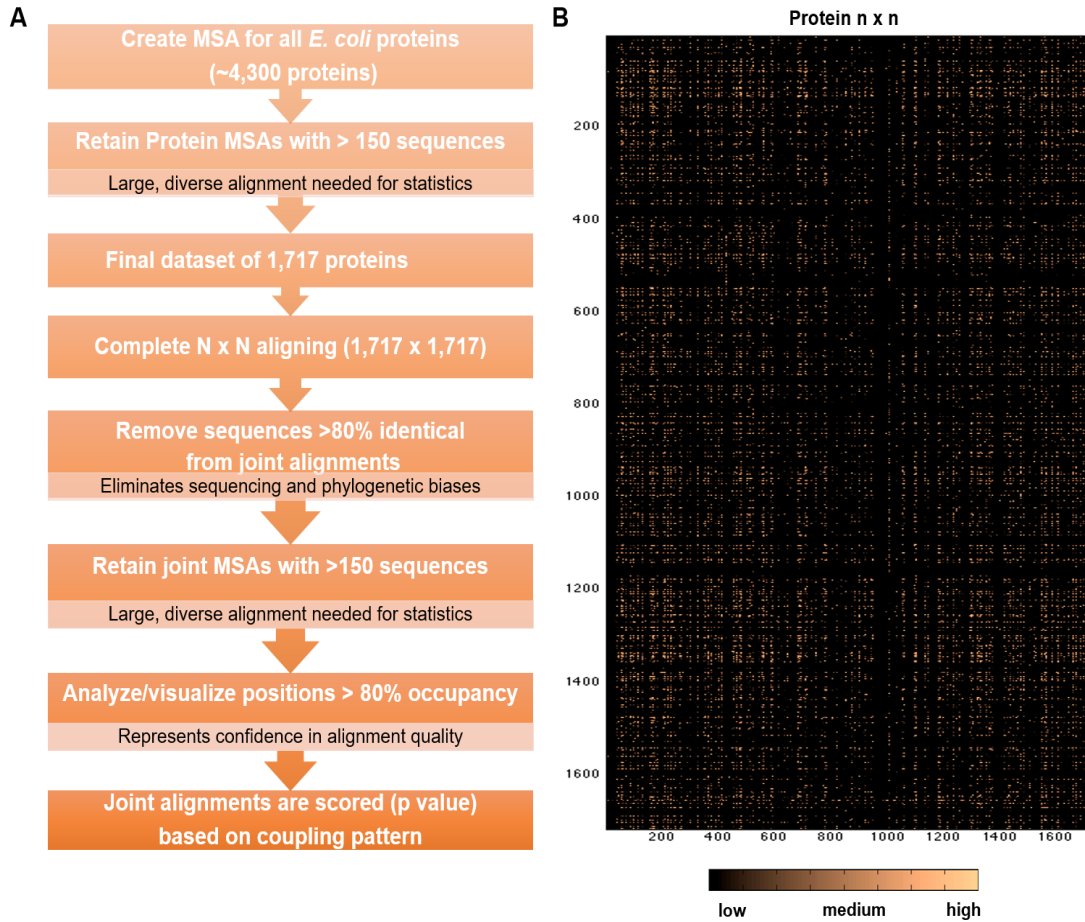 A
Create MSA for all E. coli proteins
(~4,300 proteins)
Retain Protein MSAs with > 150 sequences
Large, diverse alignment needed for statistics
Final dataset of 1,717 proteins
Complete N x N aligning (1,717 x 1,717)
Remove sequences >80% identical
from joint alignments
Eliminates sequencing and phylogenetic biases
Retain joint MSAs with >150 sequences
Large, diverse alignment needed for statistics
Analyze/visualize positions > 80% occupancy
Represents confidence in alignment quality
Joint alignments are scored (p value)
based on coupling pattern
B
Protein n x n
200
400
600
800
1000
1200
1400
1600
200 400 600 800 1000 1200 1400 1600
low medium high